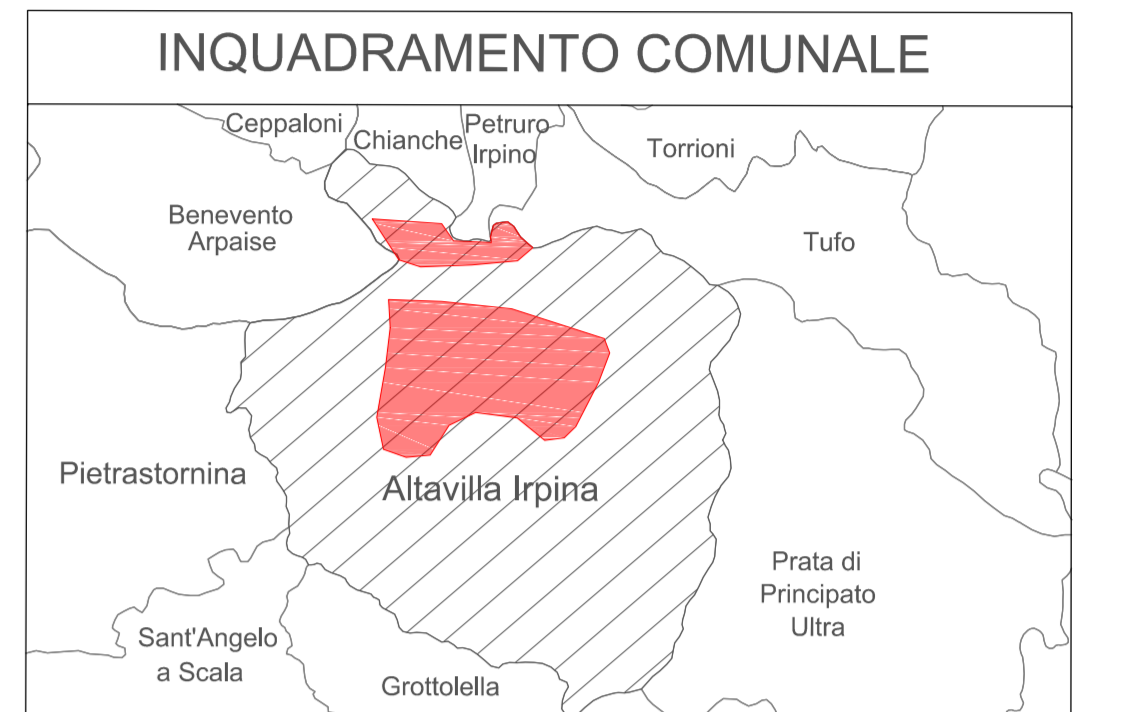 INQUADRAMENTO COMUNALE
Ceppaloni
Chianche
Petruro
Irpino
Torrioni
Benevento
Arpaise
Tufo
Pietrastornina
Altavilla Irpina
Prata di
Principato
Ultra
Sant'Angelo
a Scala
Grottolella